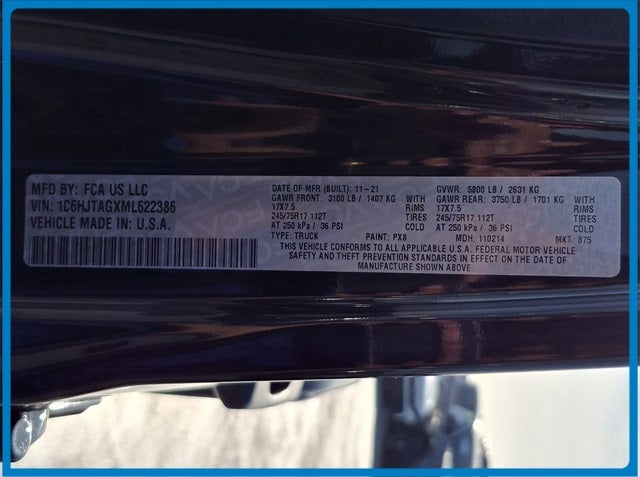 MFD BY: FCA US LLC
VIN: 1C6HJTAGXML622386
VEHICLE MADE IN: U.S.A.
DATE OF MFR (BUILT): 11-21 GVWR: 5800 LB / 2631 KG
GAWR FRONT: 3100 LB / 1407 KG WITH GAWR REAR: 3750 LB / 1701 KG WITH
17X7.5 RIMS 17X7.5 RIMS
245/75R17 112T TIRES 245/75R17 112T TIRES
AT 250 kPa / 36 PSI COLD AT 250 kPa / 36 PSI COLD
TYPE: TRUCK PAINT: PX8 MDH: 110214 MKT: 875
THIS VEHICLE CONFORMS TO ALL APPLICABLE U.S.A. FEDERAL MOTOR VEHICLE
SAFETY AND THEFT PREVENTION STANDARDS IN EFFECT ON THE DATE OF
MANUFACTURE SHOWN ABOVE.